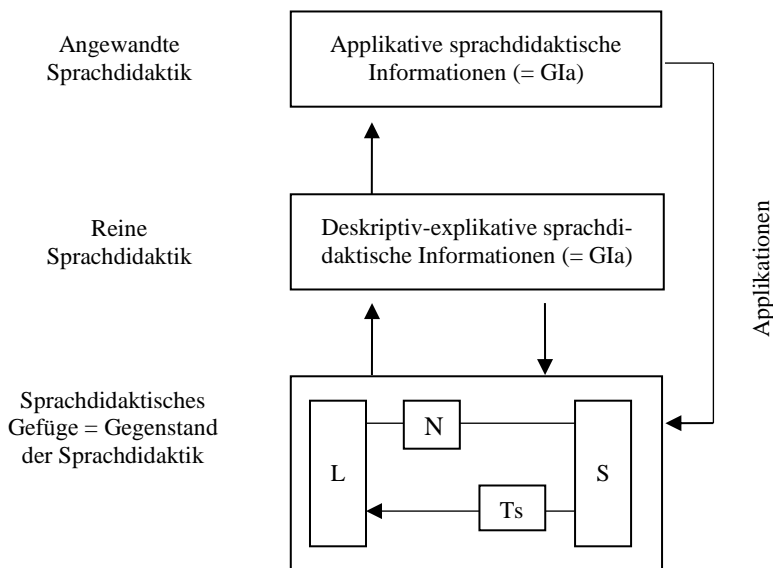 Angewandte
Sprachdidaktik
Applikative sprachdidaktische
Informationen (= GIa)
Reine
Sprachdidaktik
Deskriptiv-explikative sprachdi-
daktische Informationen (= GIa)
Applikationen
Sprachdidaktisches
Gefüge = Gegenstand
der Sprachdidaktik
L
N
S
Ts